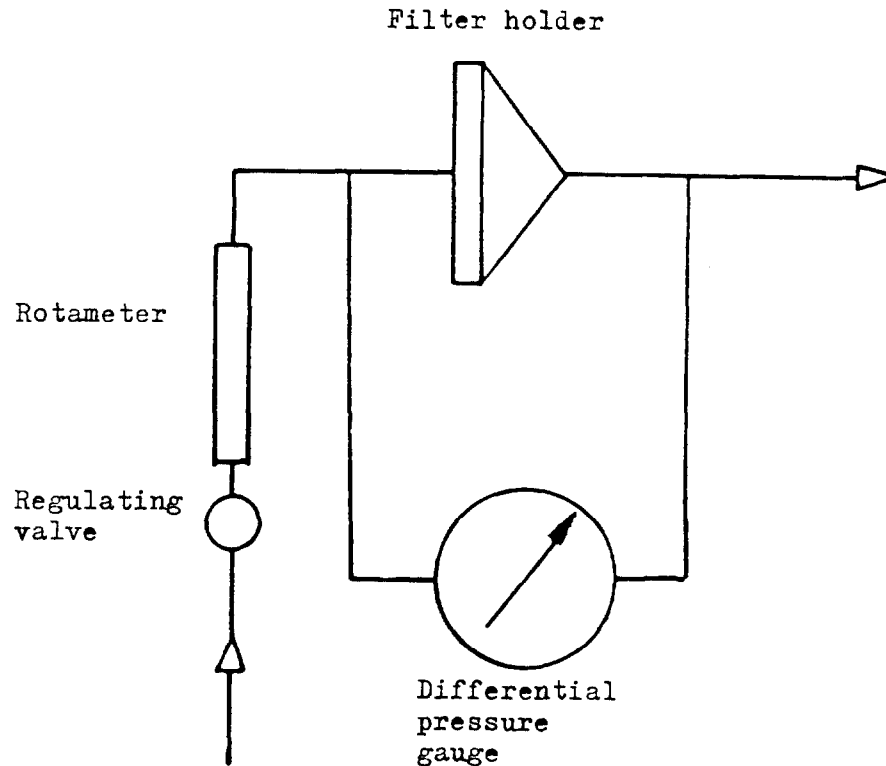 Filter holder
Rotameter
Regulating
valve
Differential
pressure
gauge